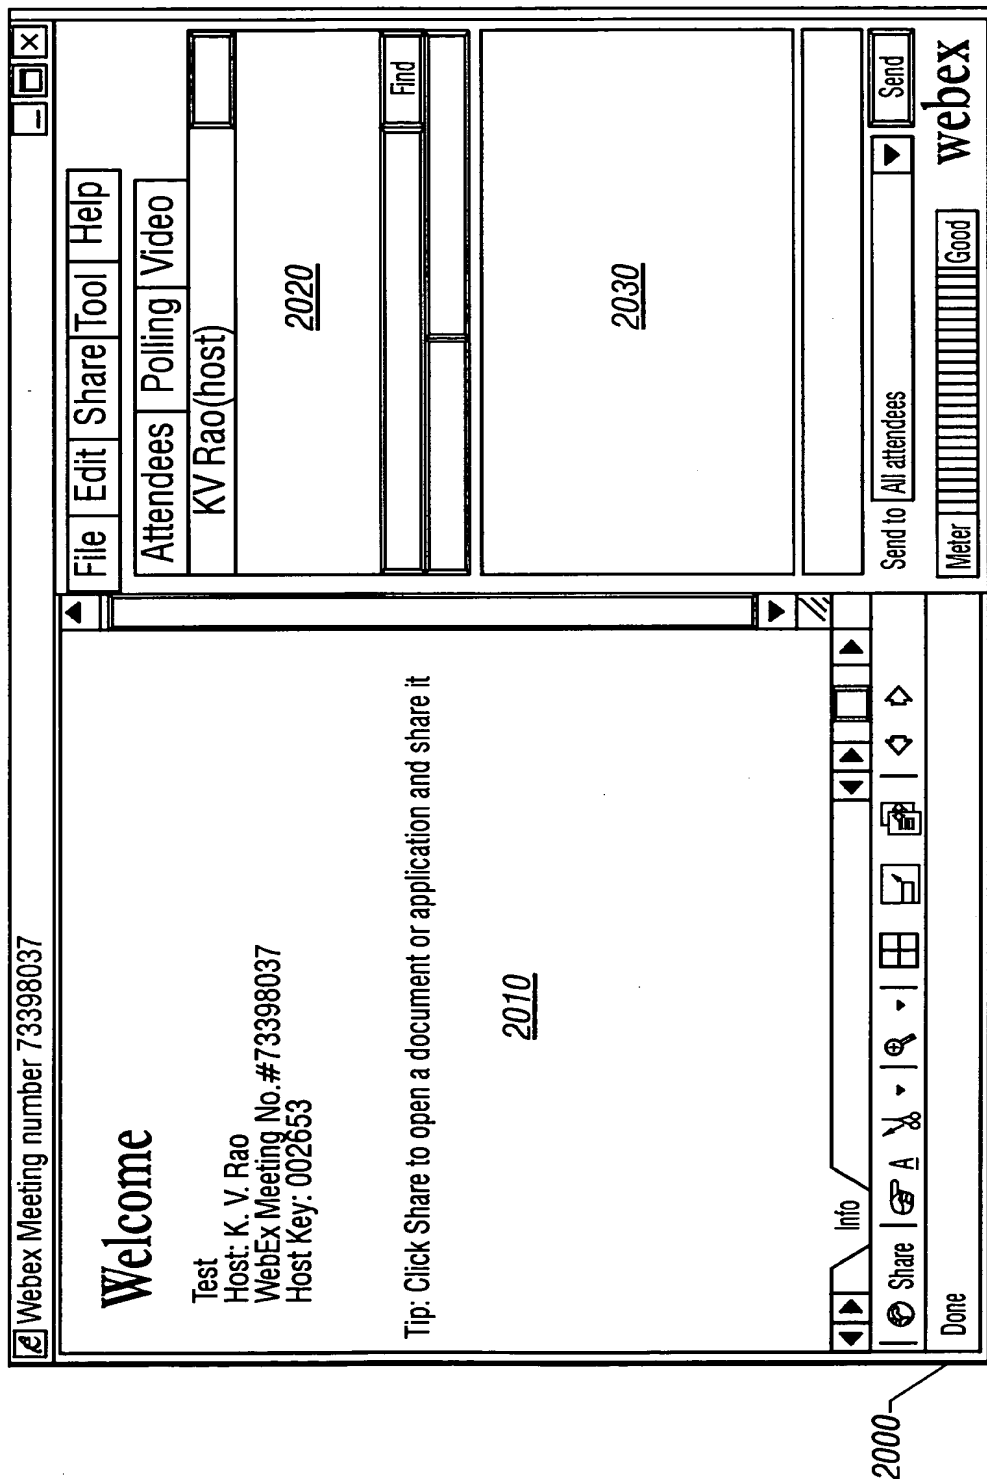 Webex Meeting number 73398037
Welcome
Test
Host: K. V. Rao
WebEx Meeting No.#73398037
Host Key: 002653
Tip: Click Share to open a document or application and share it
2010
Info
Share A
Done
File Edit Share Tool Help
Attendees Polling Video
KV Rao(host)
2020
Find
2030
Send to All attendees Send
Meter Good
webex
2000